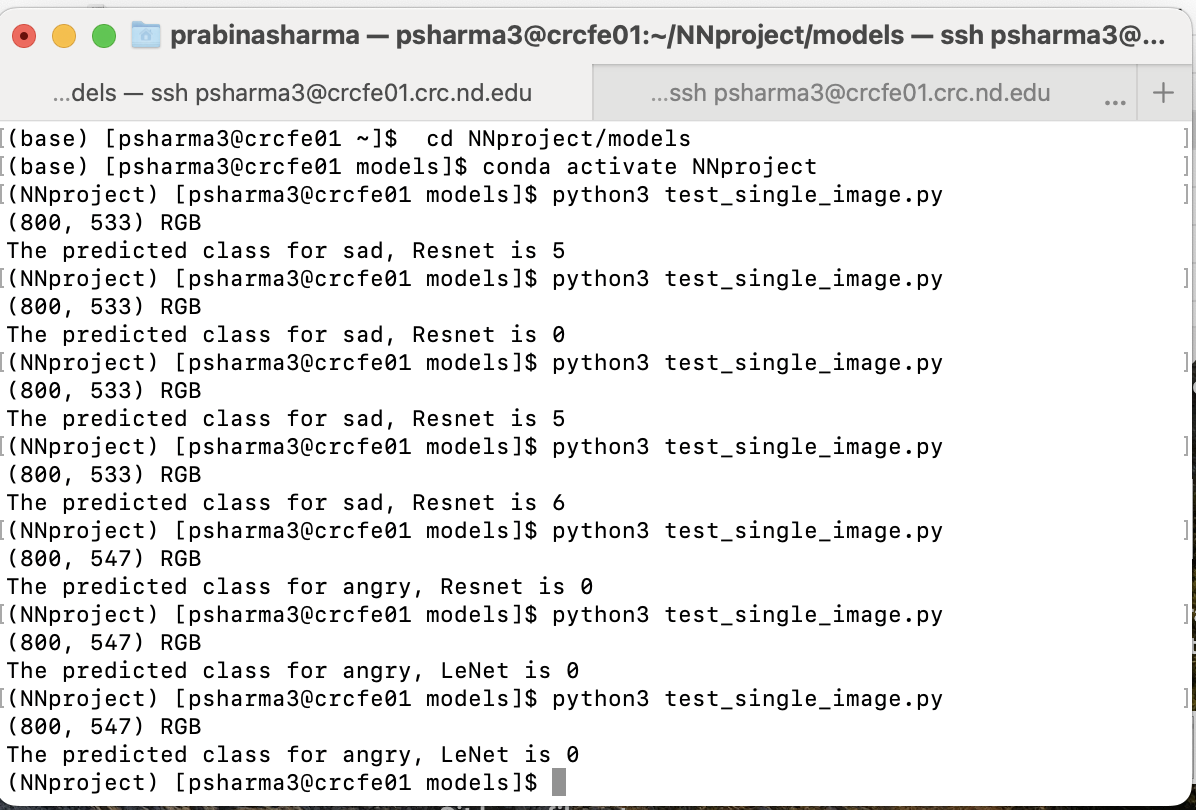 prabinasharma — psharma3@crcfe01:~/NNproject/models — ssh psharma3@...
...dels — ssh psharma3@crcfe01.crc.nd.edu
...ssh psharma3@crcfe01.crc.nd.edu ... +
[(base) [psharma3@crcfe01 ~]$  cd NNproject/models ]
[(base) [psharma3@crcfe01 models]$ conda activate NNproject ]
[(NNproject) [psharma3@crcfe01 models]$ python3 test_single_image.py ]
(800, 533) RGB
The predicted class for sad, Resnet is 5
[(NNproject) [psharma3@crcfe01 models]$ python3 test_single_image.py ]
(800, 533) RGB
The predicted class for sad, Resnet is 0
[(NNproject) [psharma3@crcfe01 models]$ python3 test_single_image.py ]
(800, 533) RGB
The predicted class for sad, Resnet is 5
[(NNproject) [psharma3@crcfe01 models]$ python3 test_single_image.py ]
(800, 533) RGB
The predicted class for sad, Resnet is 6
[(NNproject) [psharma3@crcfe01 models]$ python3 test_single_image.py ]
(800, 547) RGB
The predicted class for angry, Resnet is 0
[(NNproject) [psharma3@crcfe01 models]$ python3 test_single_image.py ]
(800, 547) RGB
The predicted class for angry, LeNet is 0
[(NNproject) [psharma3@crcfe01 models]$ python3 test_single_image.py ]
(800, 547) RGB
The predicted class for angry, LeNet is 0
(NNproject) [psharma3@crcfe01 models]$